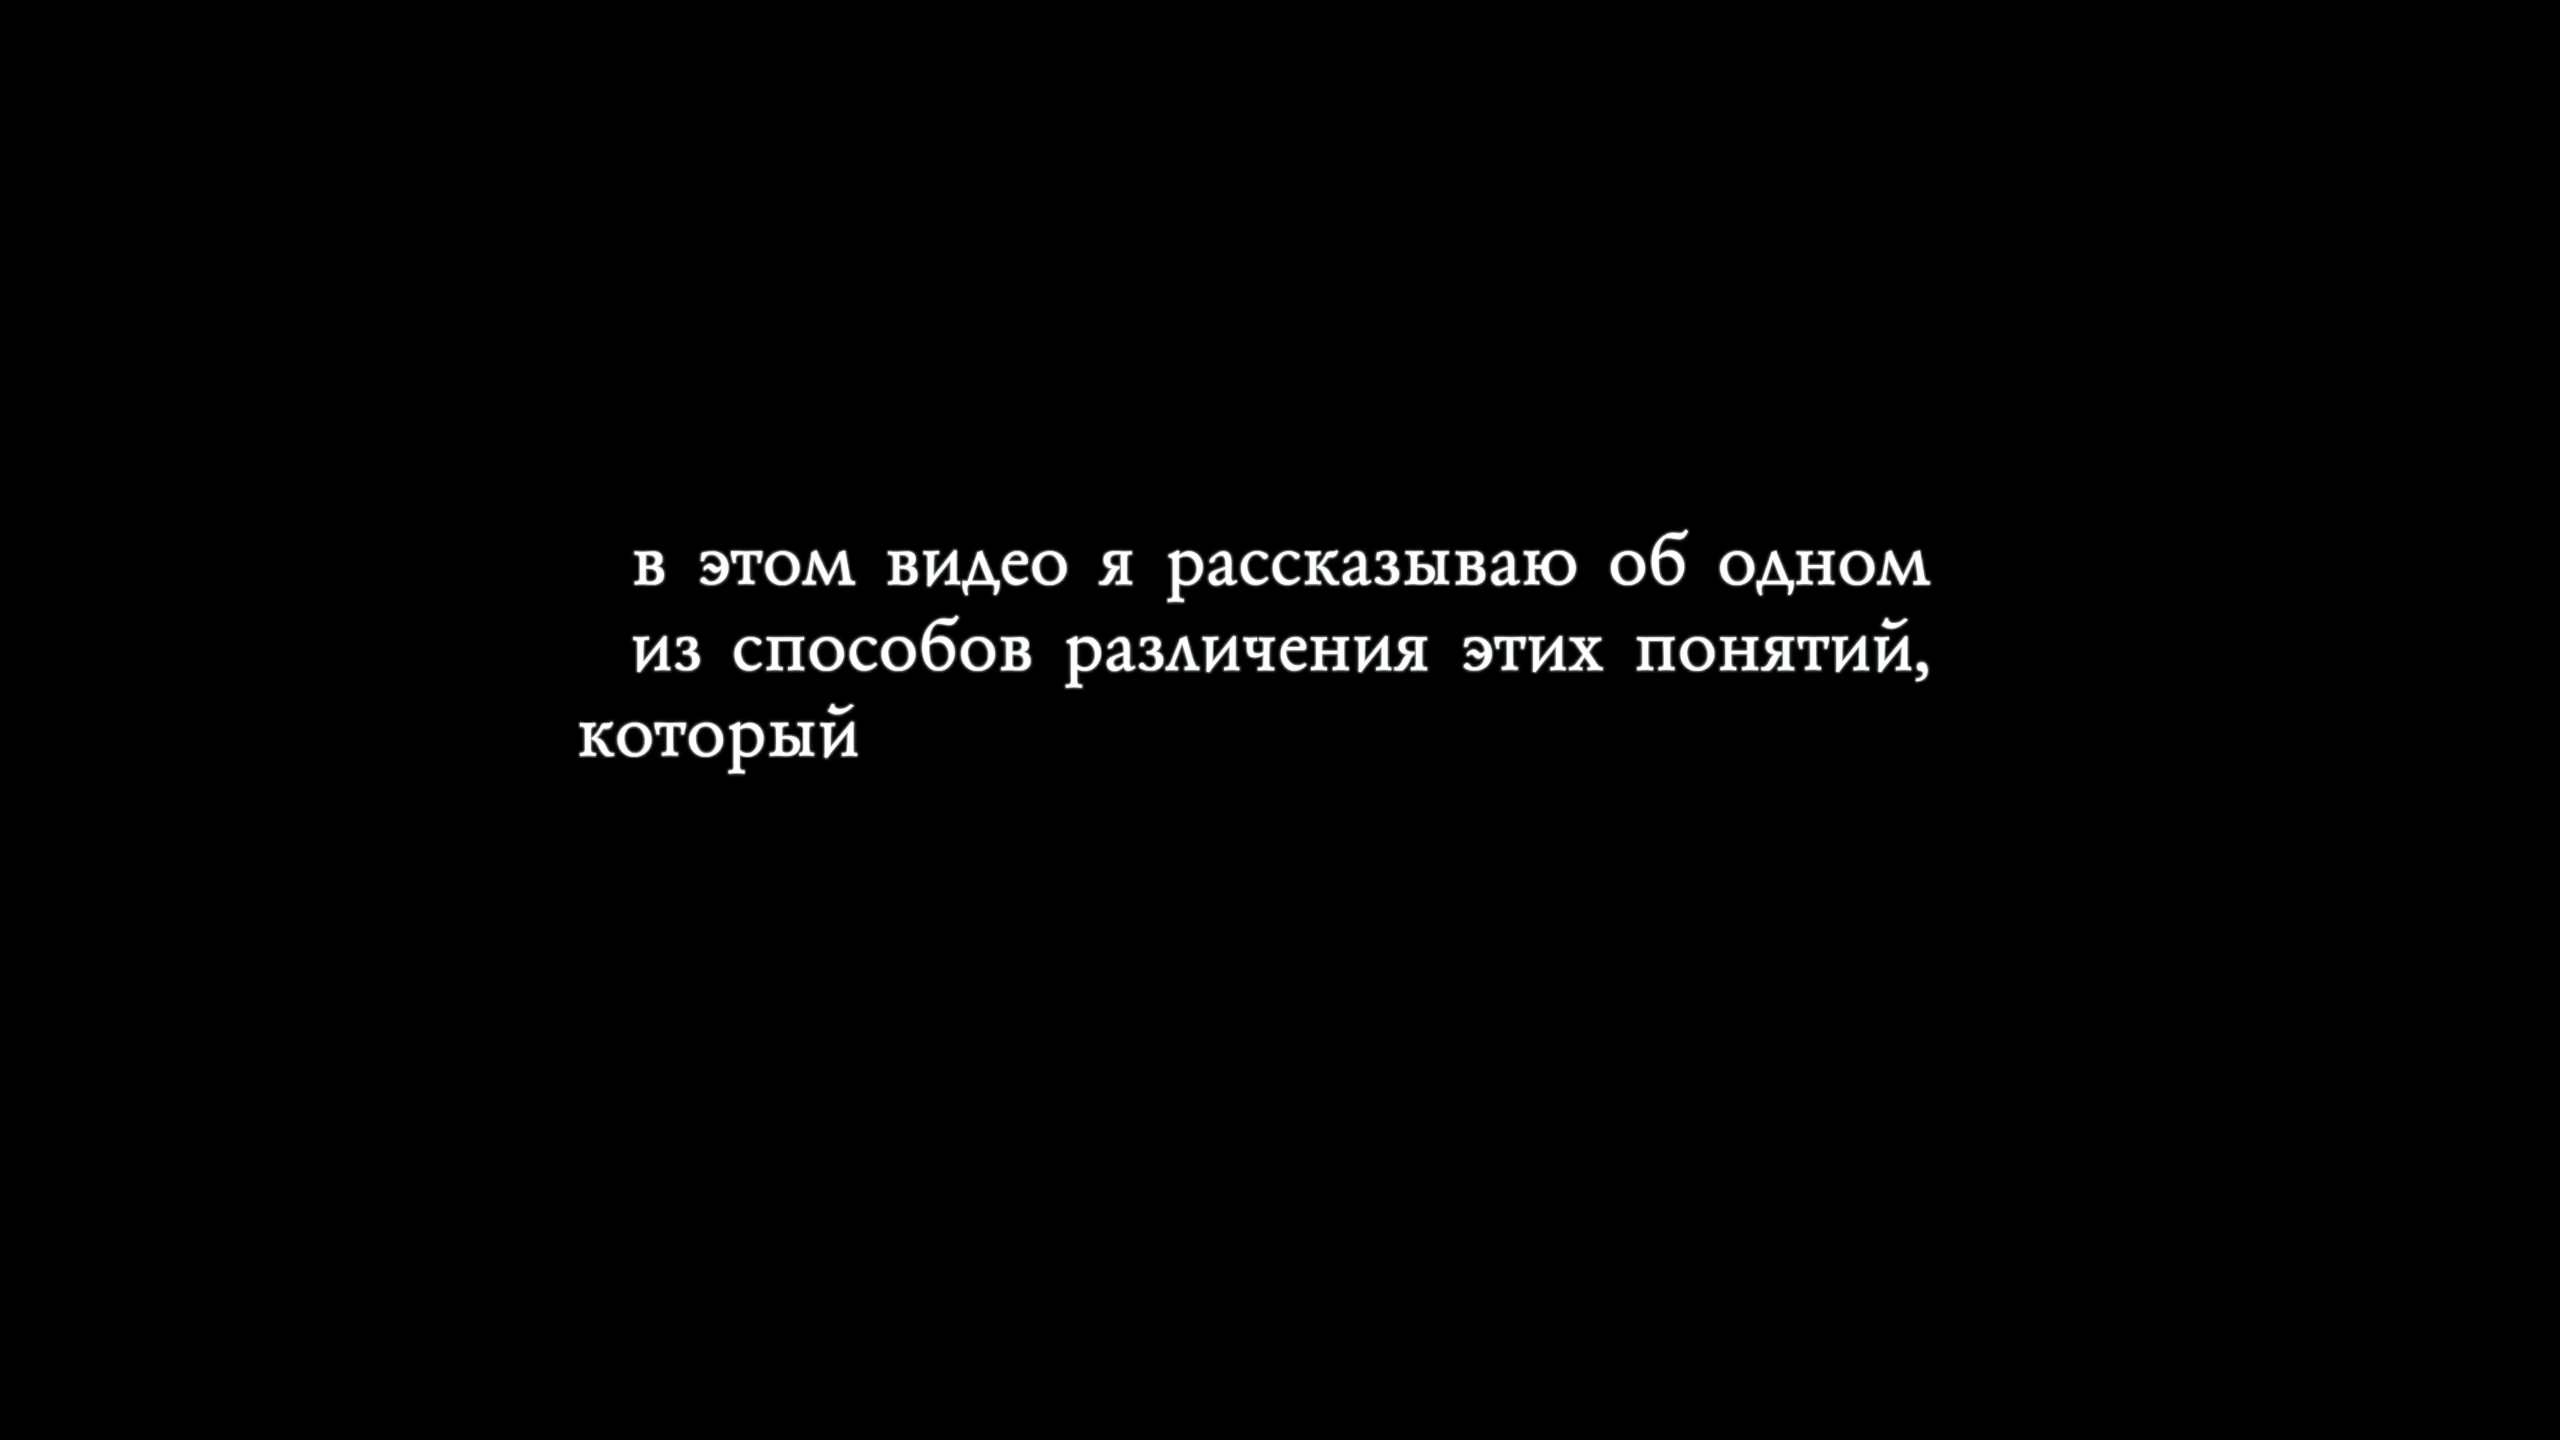 в этом видео я рассказываю об одном
из способов различения этих понятий,
который